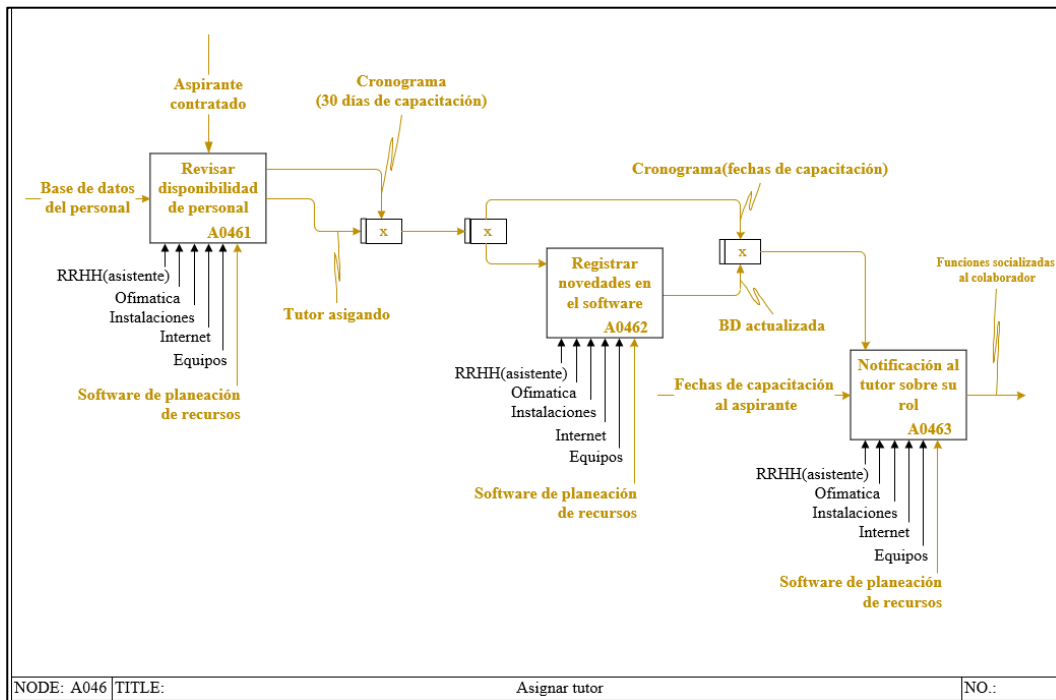 Aspirante
contratado
Cronograma
(30 días de capacitación)
Base de datos
del personal
Revisar
disponibilidad
de personal
A0461
x
x
Tutor asigando
RRHH(asistente)
Ofimatica
Instalaciones
Internet
Equipos
Software de planeación
de recursos
Cronograma(fechas de capacitación)
x
Registrar
novedades en
el software
A0462
BD actualizada
RRHH(asistente)
Ofimatica
Instalaciones
Internet
Equipos
Software de planeación
de recursos
Funciones socializadas
al colaborador
Fechas de capacitación
al aspirante
Notificación al
tutor sobre su
rol
A0463
RRHH(asistente)
Ofimatica
Instalaciones
Internet
Equipos
Software de planeación
de recursos
NODE: A046 TITLE: Asignar tutor NO.: